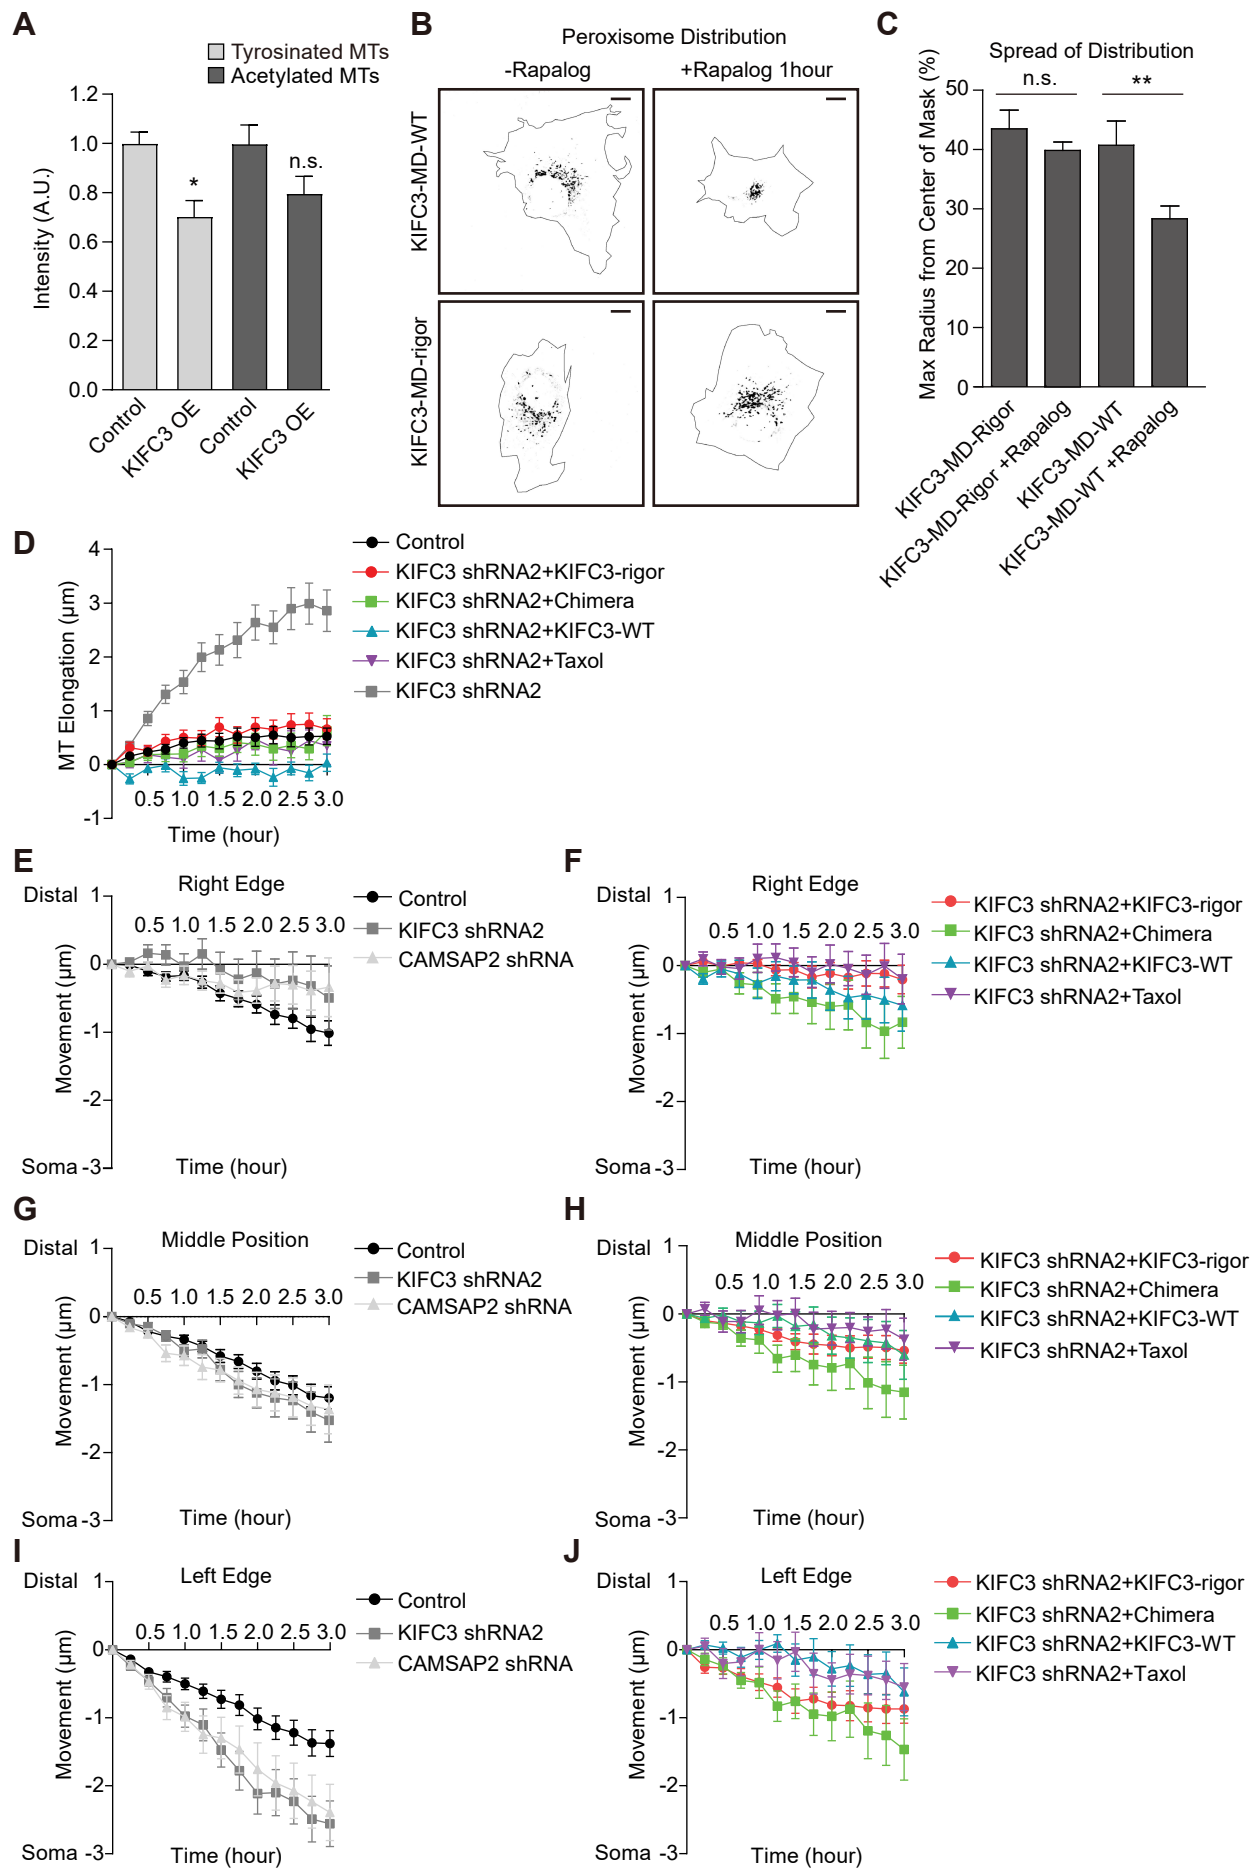 A
Tyrosinated MTs
Acetylated MTs
Intensity (A.U.)
1.2
1.0
0.8
0.6
0.4
0.2
0.0
*
n.s.
Control
KIFC3 OE
Control
KIFC3 OE
B
Peroxisome Distribution
-Rapalog
+Rapalog 1hour
KIFC3-MD-WT
KIFC3-MD-rigor
C
Spread of Distribution
n.s.
**
Max Radius from Center of Mask (%)
50
40
30
20
10
0
KIFC3-MD-Rigor
KIFC3-MD-Rigor +Rapalog
KIFC3-MD-WT
KIFC3-MD-WT +Rapalog
D
MT Elongation (µm)
4
3
2
1
0
-1
0.5 1.0 1.5 2.0 2.5 3.0
Time (hour)
Control
KIFC3 shRNA2+KIFC3-rigor
KIFC3 shRNA2+Chimera
KIFC3 shRNA2+KIFC3-WT
KIFC3 shRNA2+Taxol
KIFC3 shRNA2
E
Right Edge
Distal 1
0
-1
-2
Soma -3
Movement (µm)
0.5 1.0 1.5 2.0 2.5 3.0
Time (hour)
Control
KIFC3 shRNA2
CAMSAP2 shRNA
F
Right Edge
Distal 1
0
-1
-2
Soma -3
Movement (µm)
0.5 1.0 1.5 2.0 2.5 3.0
Time (hour)
KIFC3 shRNA2+KIFC3-rigor
KIFC3 shRNA2+Chimera
KIFC3 shRNA2+KIFC3-WT
KIFC3 shRNA2+Taxol
G
Middle Position
Distal 1
0
-1
-2
Soma -3
Movement (µm)
0.5 1.0 1.5 2.0 2.5 3.0
Time (hour)
Control
KIFC3 shRNA2
CAMSAP2 shRNA
H
Middle Position
Distal 1
0
-1
-2
Soma -3
Movement (µm)
0.5 1.0 1.5 2.0 2.5 3.0
Time (hour)
KIFC3 shRNA2+KIFC3-rigor
KIFC3 shRNA2+Chimera
KIFC3 shRNA2+KIFC3-WT
KIFC3 shRNA2+Taxol
I
Left Edge
Distal 1
0
-1
-2
Soma -3
Movement (µm)
0.5 1.0 1.5 2.0 2.5 3.0
Time (hour)
Control
KIFC3 shRNA2
CAMSAP2 shRNA
J
Left Edge
Distal 1
0
-1
-2
Soma -3
Movement (µm)
0.5 1.0 1.5 2.0 2.5 3.0
Time (hour)
KIFC3 shRNA2+KIFC3-rigor
KIFC3 shRNA2+Chimera
KIFC3 shRNA2+KIFC3-WT
KIFC3 shRNA2+Taxol